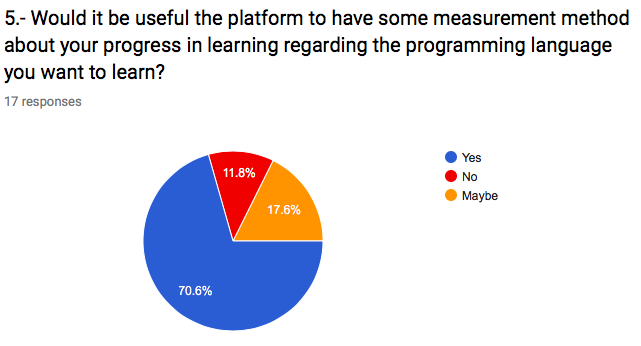 5.- Would it be useful the platform to have some measurement method
about your progress in learning regarding the programming language
you want to learn?
17 responses
Yes
No
Maybe
11.8%
17.6%
70.6%